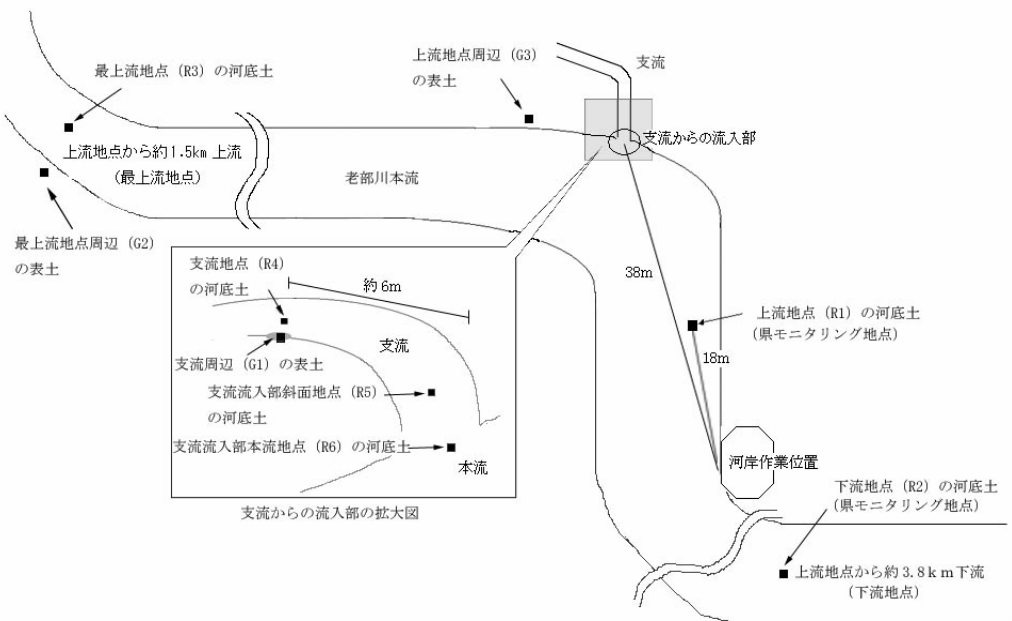 上流地点周辺（G3）
の表土
支流
最上流地点（R3）の河底土
支流からの流入部
上流地点から約1.5km 上流
（最上流地点）
老部川本流
最上流地点周辺（G2）
の表土
支流地点（R4）
の河底土
約 6m
38m
上流地点（R1）の河底土
（県モニタリング地点）
支流
支流周辺（G1）の表土
18m
支流流入部斜面地点（R5）
の河底土
支流流入部本流地点（R6）の河底土
本流
河岸作業位置
下流地点（R2）の河底土
（県モニタリング地点）
支流からの流入部の拡大図
上流地点から約 3.8ｋｍ下流
（下流地点）